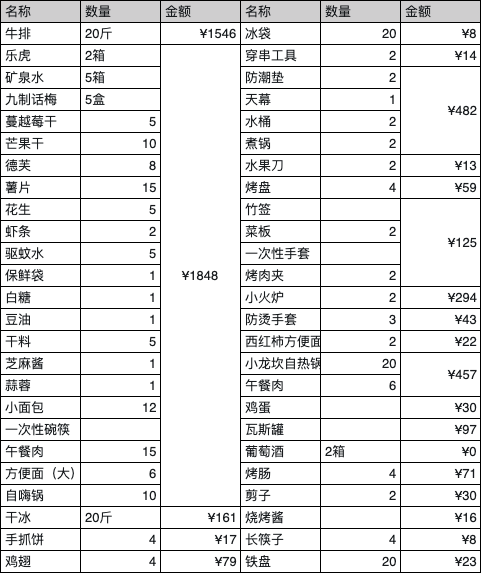 名称 数量 金额 名称 数量 金额
牛排 20斤 ¥1546 冰袋 20 ¥8
乐虎 2箱 穿串工具 2 ¥14
矿泉水 5箱 防潮垫 2
九制话梅 5盒 天幕 1
蔓越莓干 5 水桶 2 ¥482
芒果干 10 煮锅 2
德芙 8 水果刀 2 ¥13
薯片 15 烤盘 4 ¥59
花生 5 竹签
虾条 2 菜板 2
驱蚊水 5 一次性手套 ¥125
保鲜袋 1 ¥1848 烤肉夹 2
白糖 1 小火炉 2 ¥294
豆油 1 防烫手套 3 ¥43
干料 5 西红柿方便面 2 ¥22
芝麻酱 1 小龙坎自热锅 20 ¥457
蒜蓉 1 午餐肉 6
小面包 12 鸡蛋 ¥30
一次性碗筷 瓦斯罐 ¥97
午餐肉 15 葡萄酒 2箱 ¥0
方便面（大） 6 烤肠 4 ¥71
自嗨锅 10 剪子 2 ¥30
干冰 20斤 ¥161 烧烤酱 ¥16
手抓饼 4 ¥17 长筷子 4 ¥8
鸡翅 4 ¥79 铁盘 20 ¥23